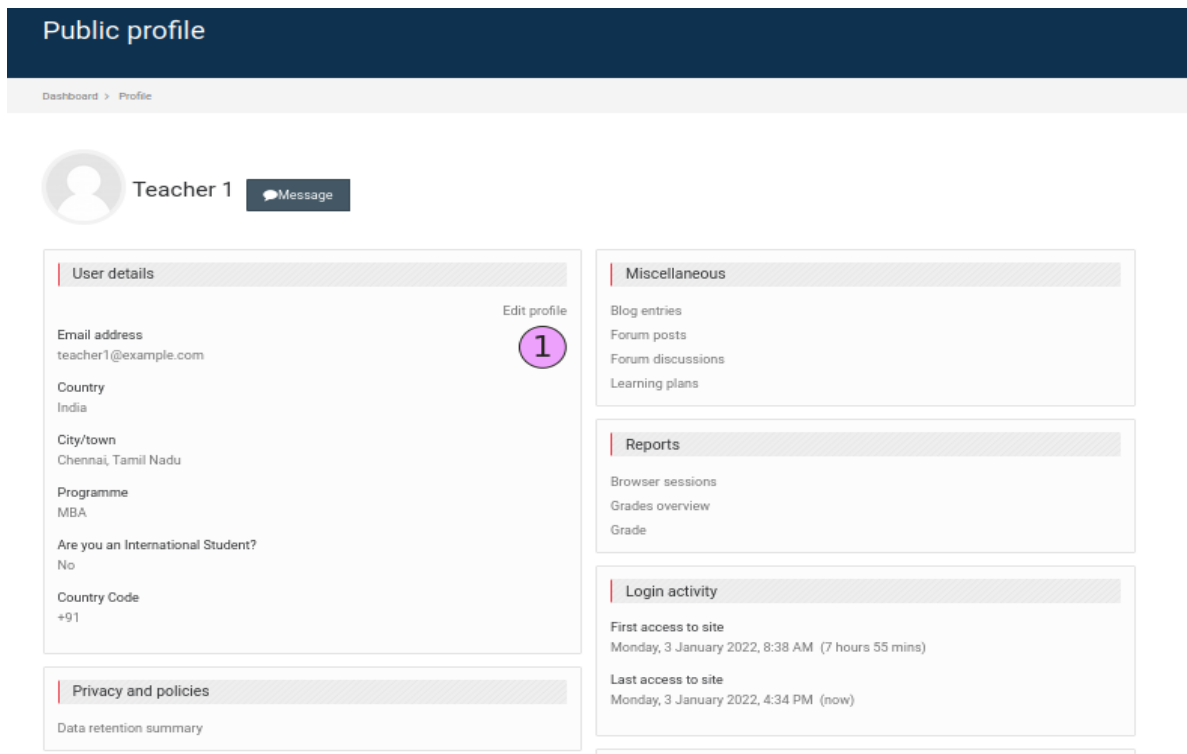 Public profile
Dashboard > Profile
Teacher 1
Message
User details
Edit profile
1
Email address
teacher1@example.com
Country
India
City/town
Chennai, Tamil Nadu
Programme
MBA
Are you an International Student?
No
Country Code
+91
Privacy and policies
Data retention summary
Miscellaneous
Blog entries
Forum posts
Forum discussions
Learning plans
Reports
Browser sessions
Grades overview
Grade
Login activity
First access to site
Monday, 3 January 2022, 8:38 AM (7 hours 55 mins)
Last access to site
Monday, 3 January 2022, 4:34 PM (now)